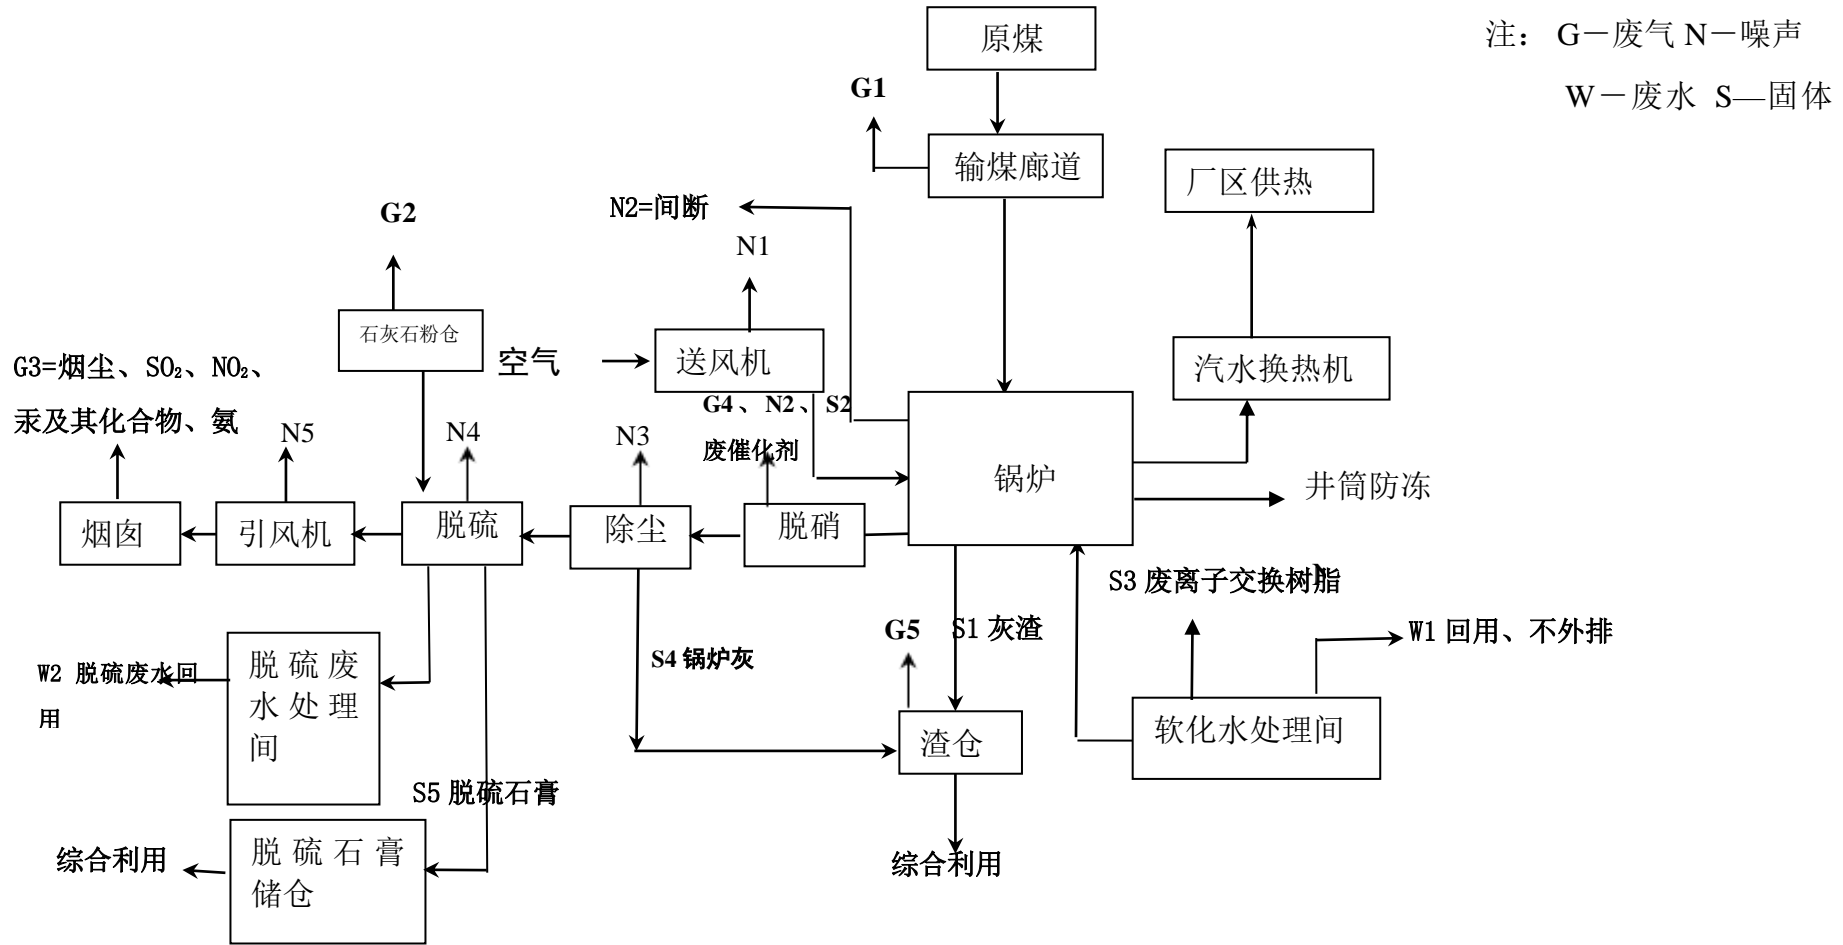 原煤
注： G－废气 N－噪声
W－废水 S—固体
G1
输煤廊道
厂区供热
N2=间断
G2
N1
石灰石粉仓
空气
送风机
汽水换热机
G3=烟尘、SO₂、NO₂、
汞及其化合物、氨
N5
N4
N3
G4、N2、S2
废催化剂
锅炉
井筒防冻
烟囱
引风机
脱硫
除尘
脱硝
S3 废离子交换树脂
G5
S1 灰渣
W1 回用、不外排
S4 锅炉灰
W2 脱硫废水回
用
脱硫废
水处理
间
渣仓
软化水处理间
S5 脱硫石膏
综合利用
脱硫石膏
储仓
综合利用